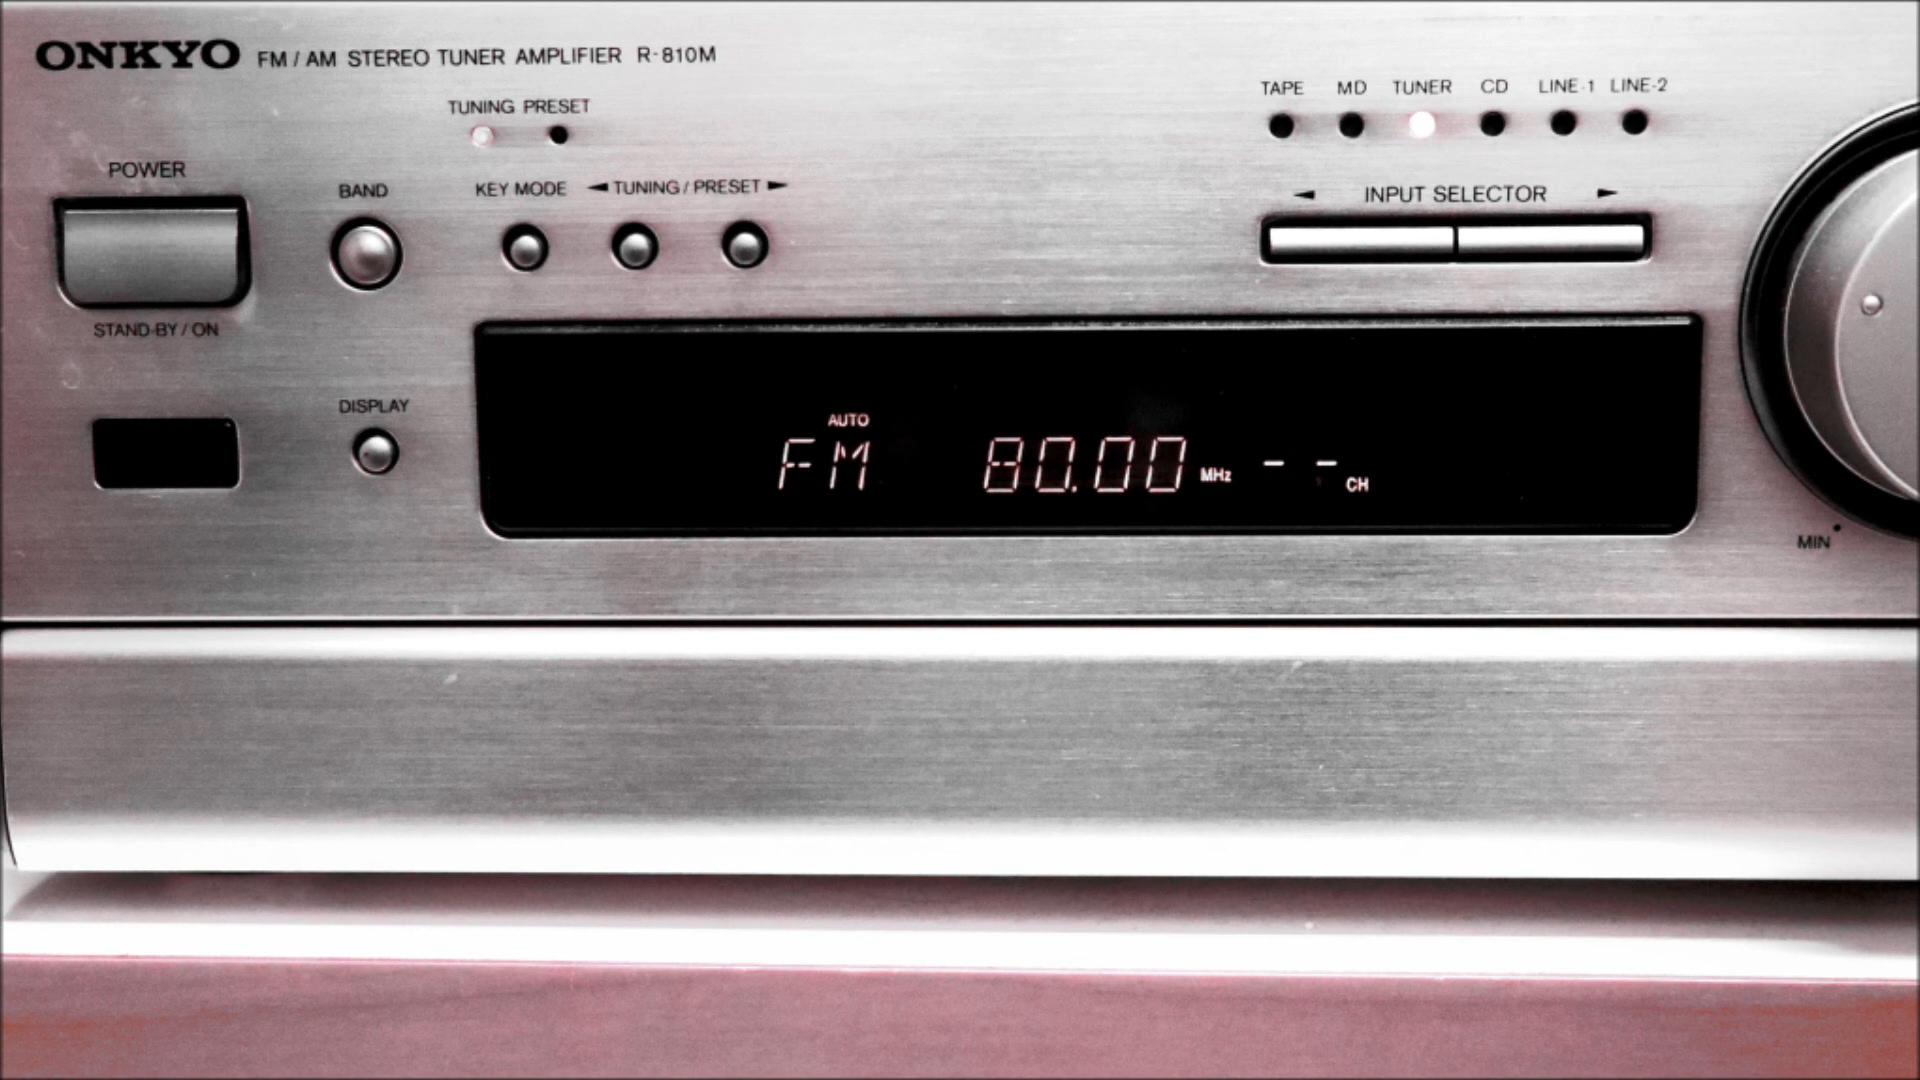 ONKYO FM / AM STEREO TUNER AMPLIFIER R-810M
TAPE MD TUNER CD LINE-1 LINE-2
TUNING PRESET
POWER
BAND
KEY MODE ◄ TUNING / PRESET ►
◄ INPUT SELECTOR ►
STAND-BY / ON
DISPLAY
AUTO
FM 80.00 MHz - - CH
MIN